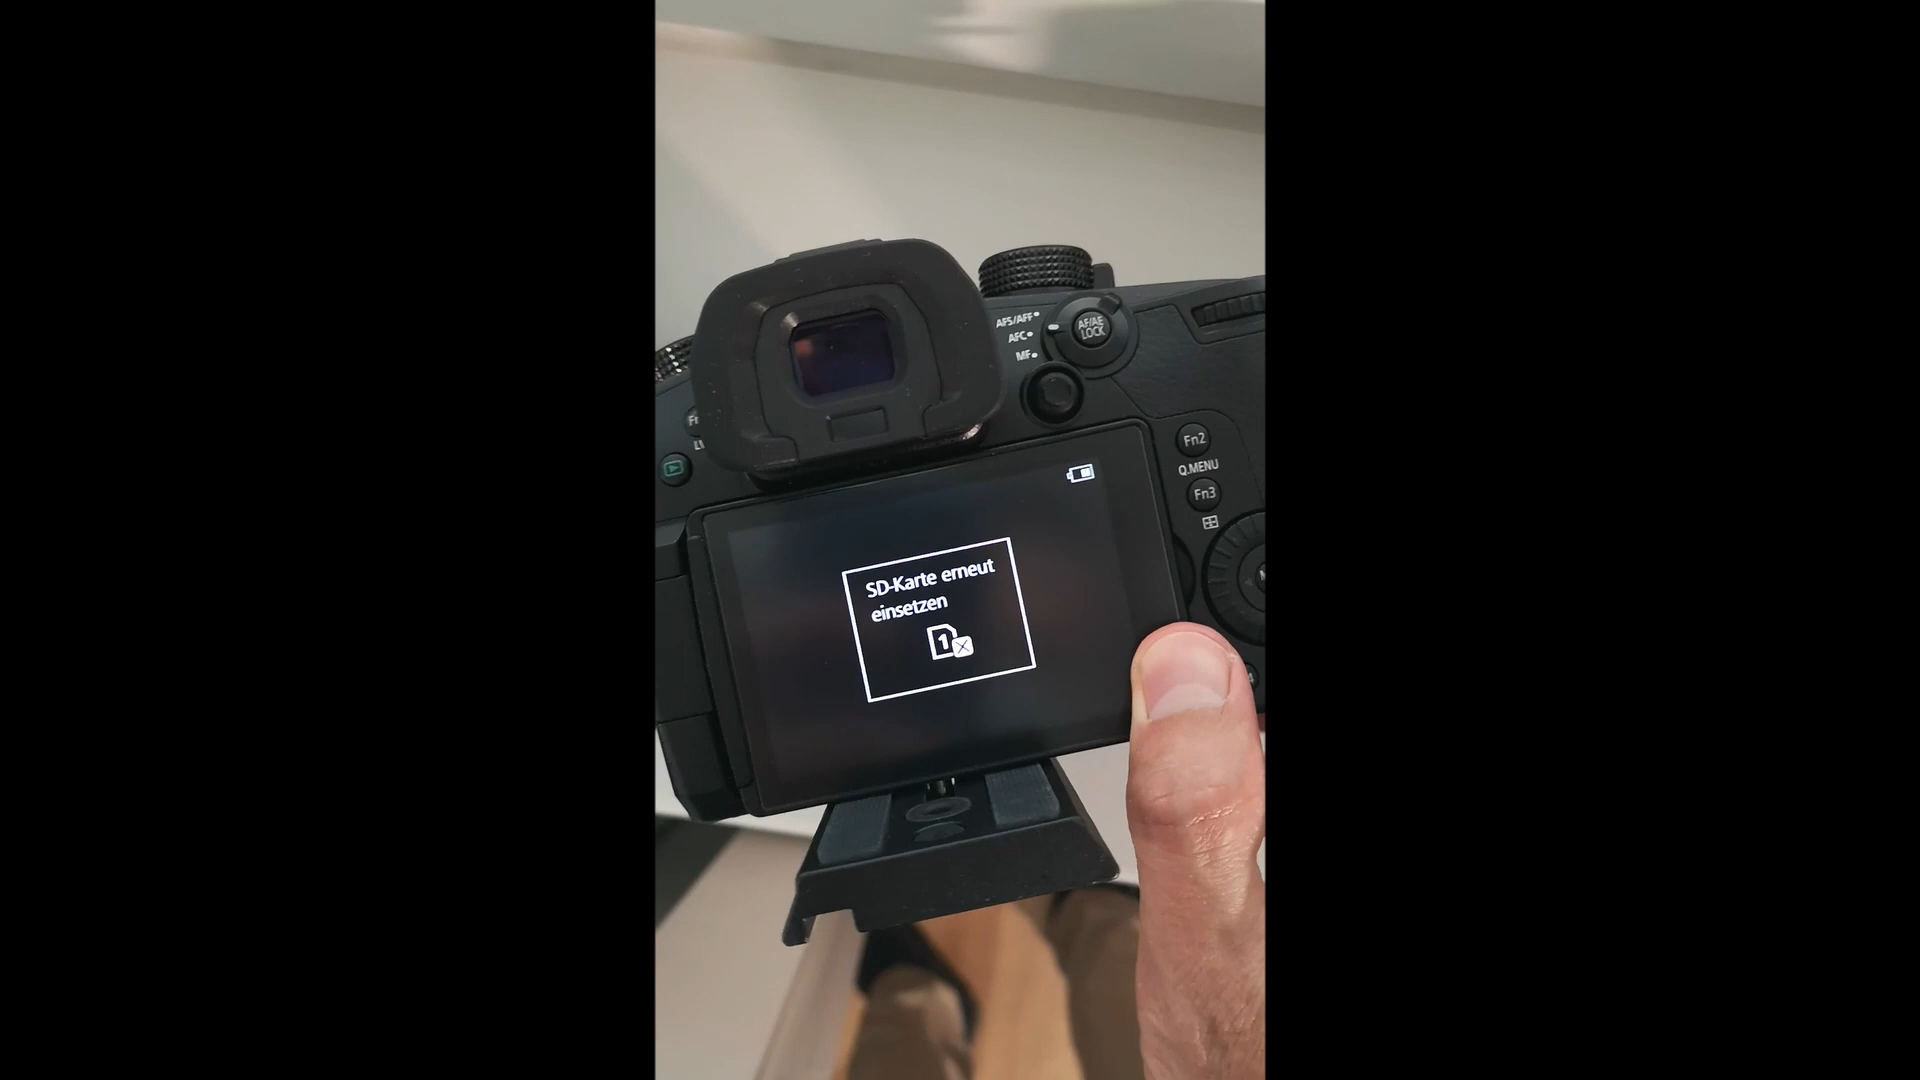 AFS/AFF
AFC
MF
AF/AE
LOCK
Fn2
Q.MENU
Fn3
SD-Karte erneut
einsetzen
1